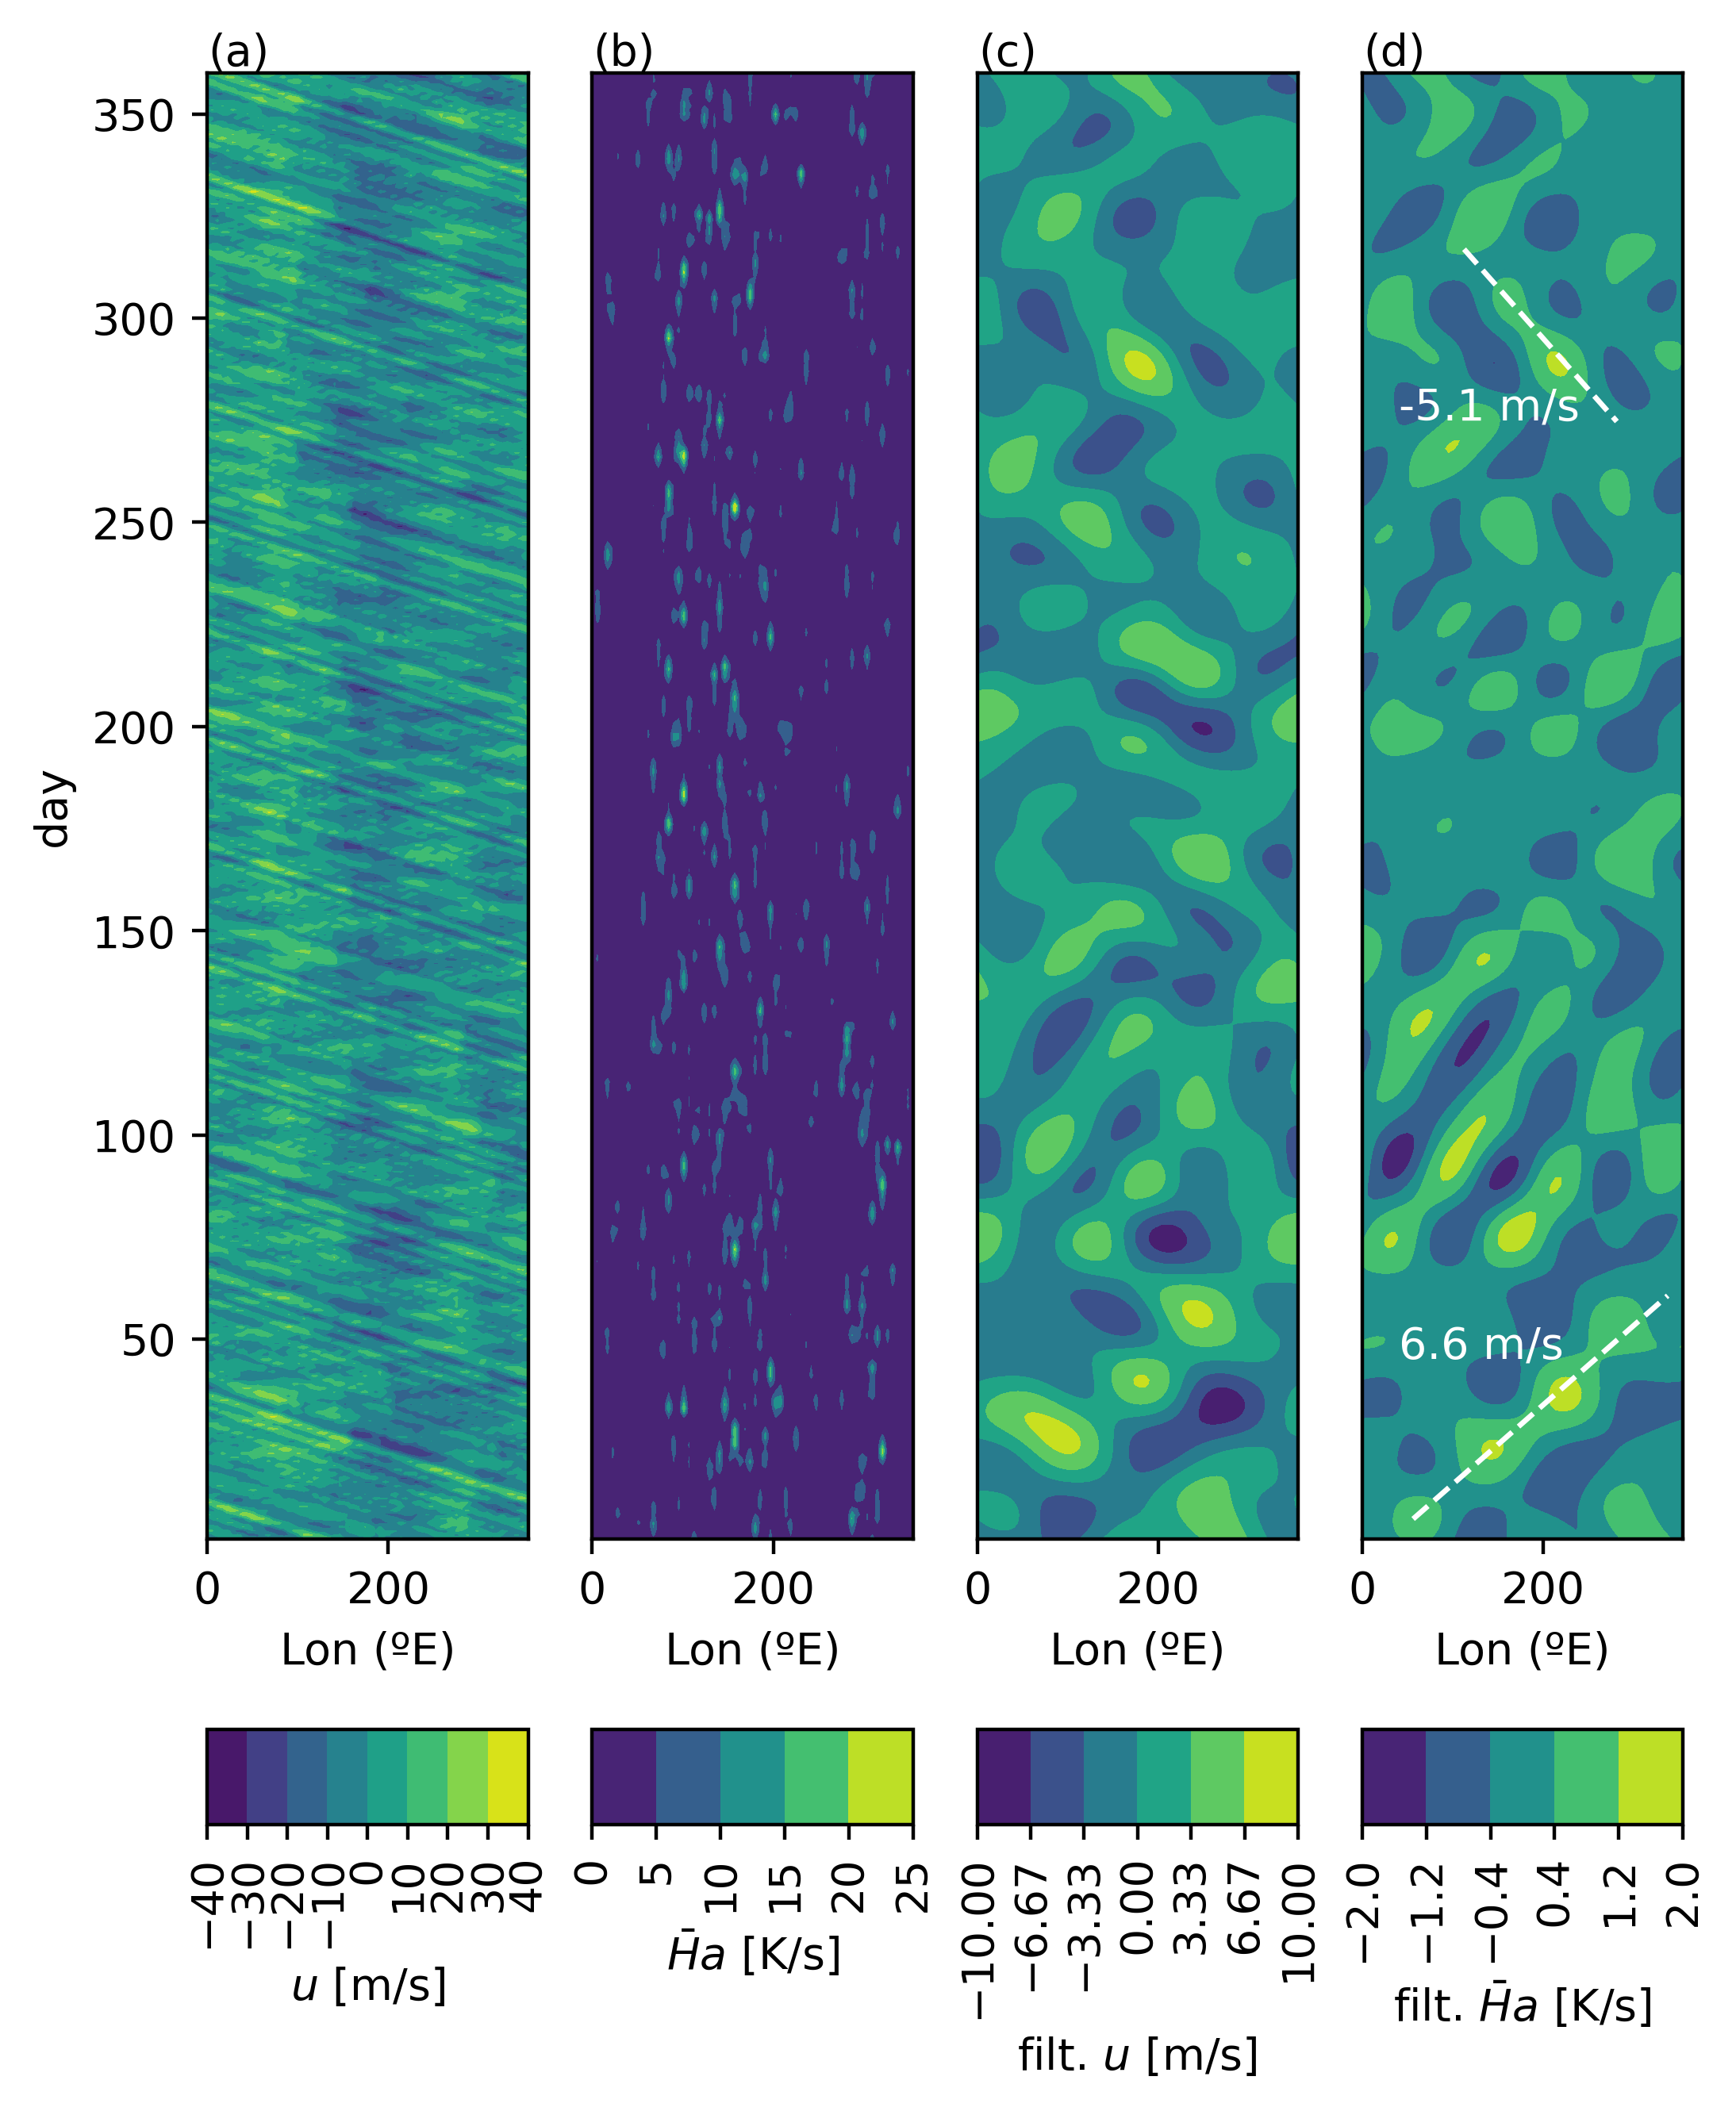 (a) (b) (c) (d)
350
300
250
200
150
100
50
day
-5.1 m/s
6.6 m/s
0 200 0 200 0 200 0 200
Lon (ºE) Lon (ºE) Lon (ºE) Lon (ºE)
−40 −30 −20 −10 0 10 20 30 40
u [m/s]
0 5 10 15 20 25
H̄a [K/s]
−10.00 −6.67 −3.33 0.00 3.33 6.67 10.00
filt. u [m/s]
−2.0 −1.2 −0.4 0.4 1.2 2.0
filt. H̄a [K/s]